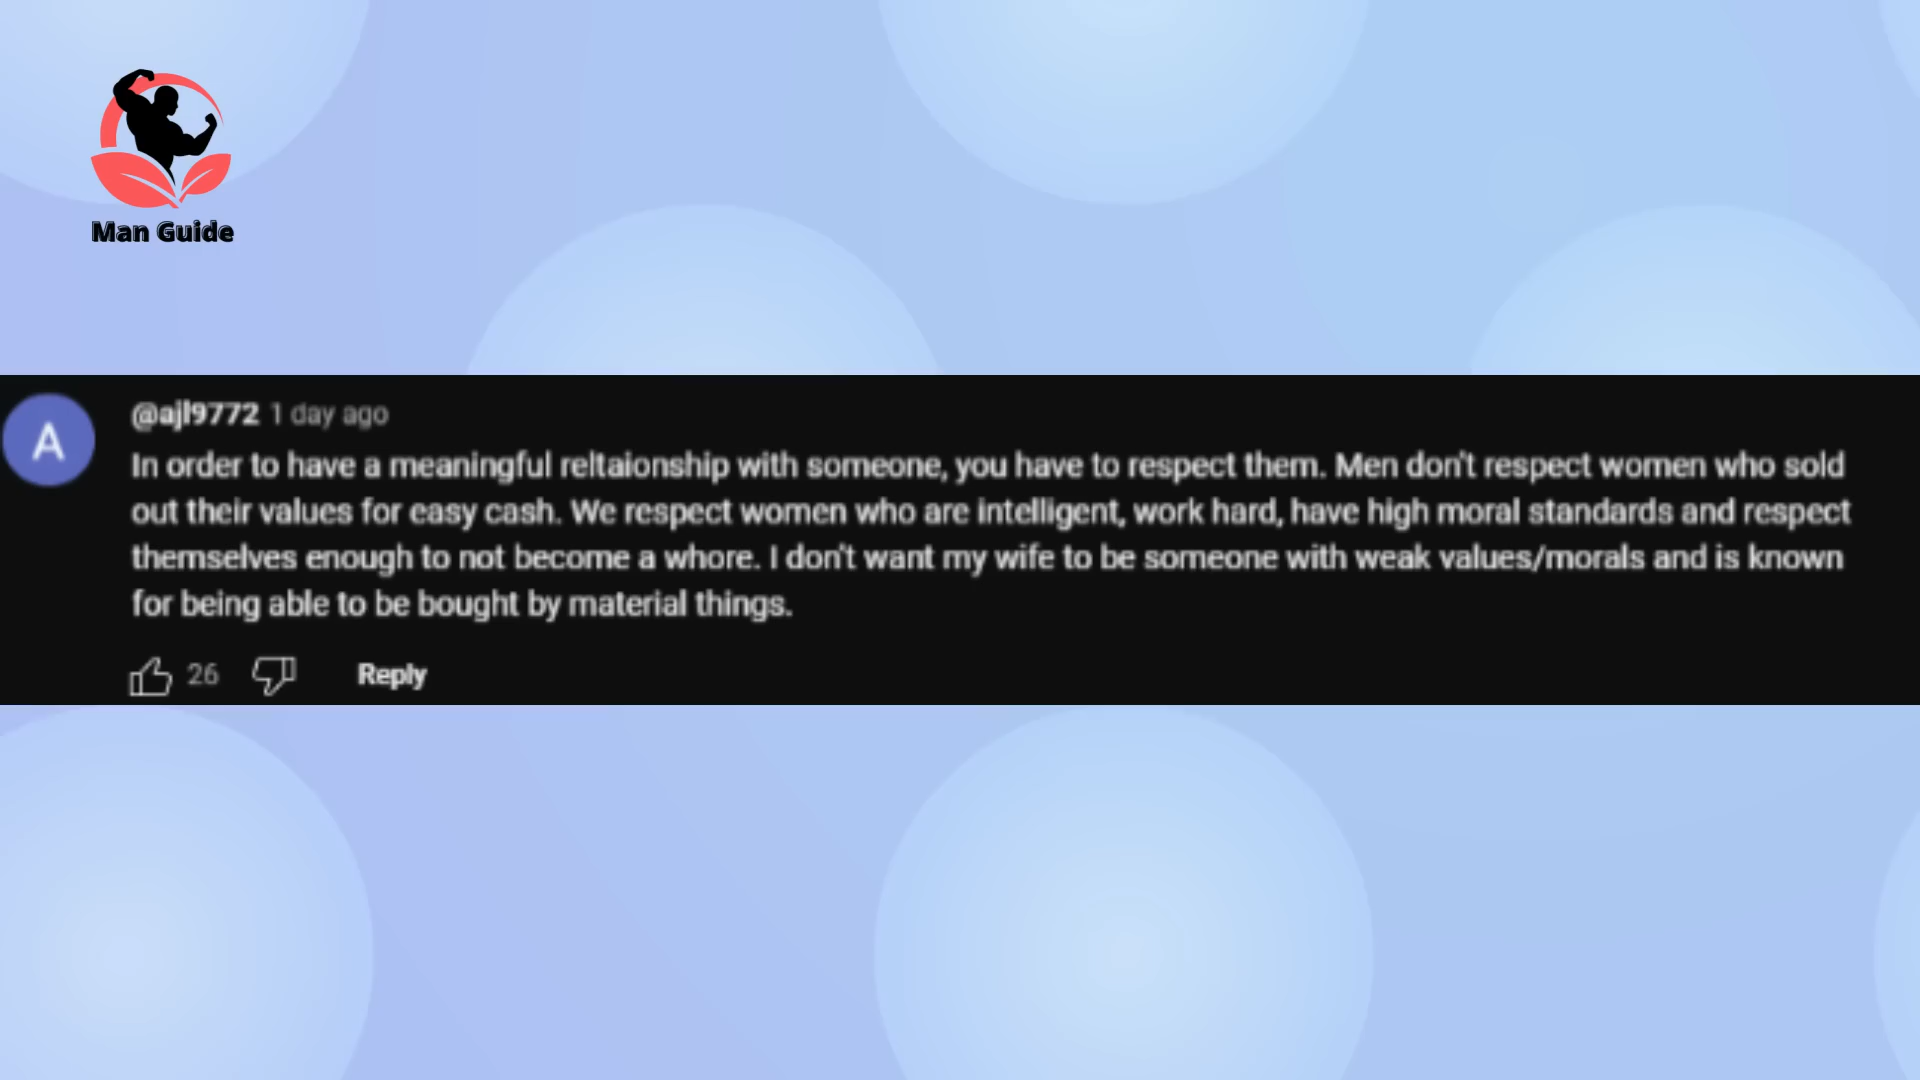 Man Guide
A
@ajl9772 1 day ago
In order to have a meaningful reltaionship with someone, you have to respect them. Men don't respect women who sold
out their values for easy cash. We respect women who are intelligent, work hard, have high moral standards and respect
themselves enough to not become a whore. I don't want my wife to be someone with weak values/morals and is known
for being able to be bought by material things.
26 Reply